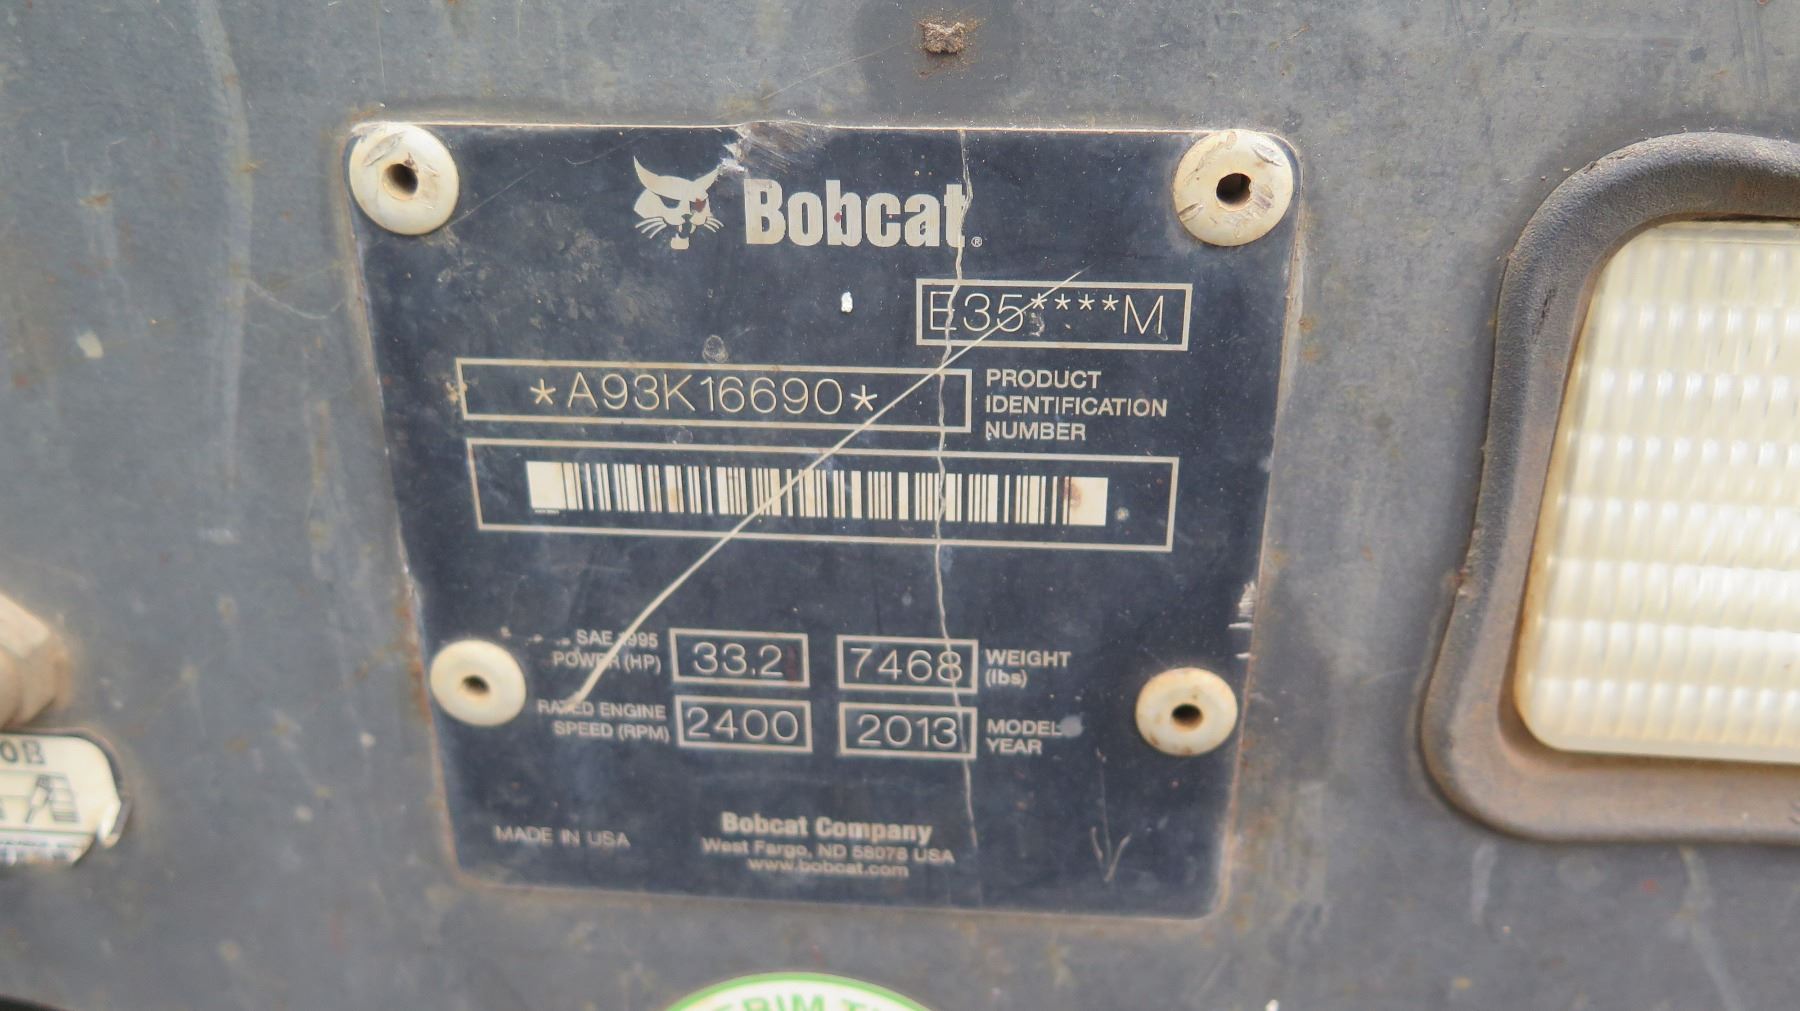 Bobcat®
E35****M
*A93K16690*
PRODUCT
IDENTIFICATION
NUMBER
SAE 1995
POWER (HP)
33.2
7468
WEIGHT
(lbs)
RATED ENGINE
SPEED (RPM)
2400
2013
MODEL
YEAR
MADE IN USA
Bobcat Company
West Fargo, ND 58078 USA
www.bobcat.com